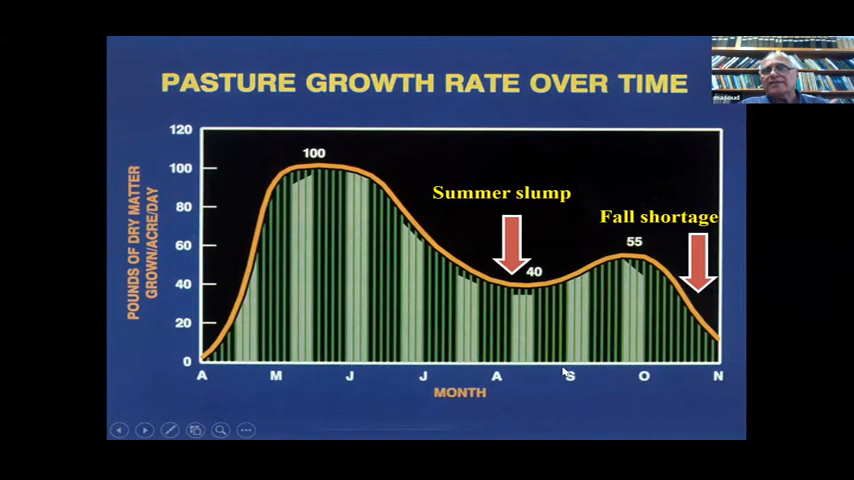 PASTURE GROWTH RATE OVER TIME
masoud
120
100
80
60
40
20
0
POUNDS OF DRY MATTER
GROWN/ACRE/DAY
100
Summer slump
40
Fall shortage
55
A M J J A S O N
MONTH